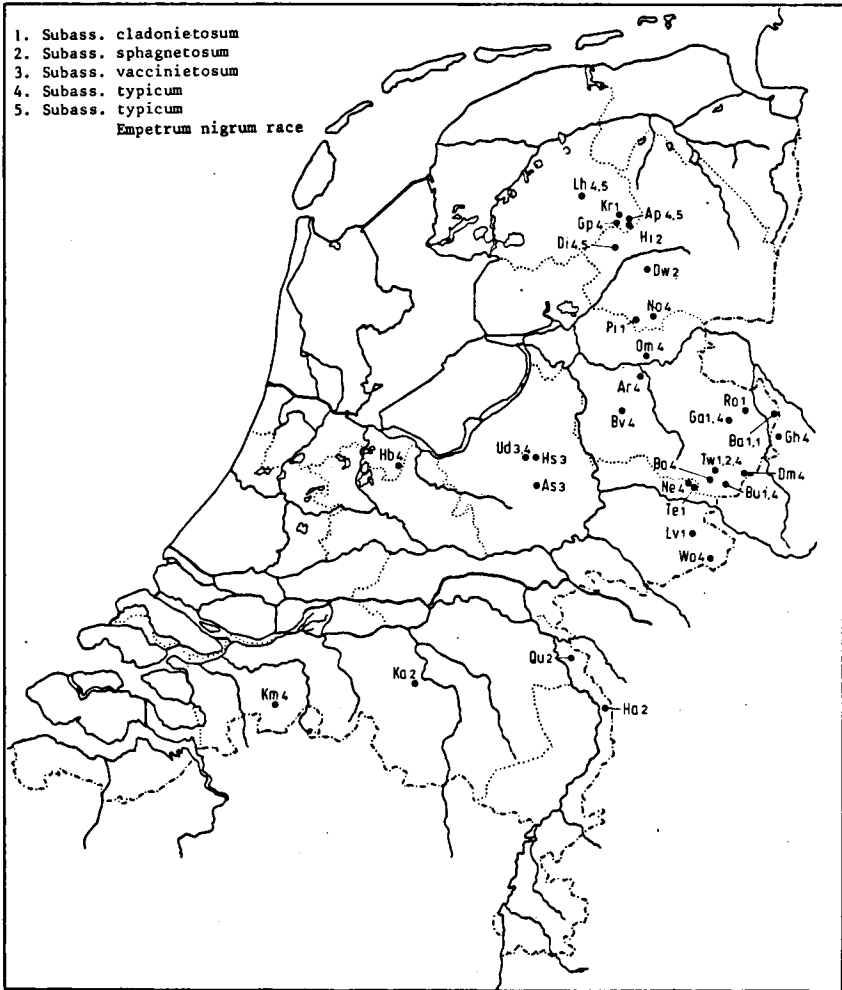 1. Subass. cladonietosum
2. Subass. sphagnetosum
3. Subass. vaccinietosum
4. Subass. typicum
5. Subass. typicum
Empetrum nigrum race
Lh 4,5
Kr 1
Ap 4,5
Gp 4
Hi 2
Di 4,5
Dw 2
No 4
Pi 1
Om 4
Ar 4
Ro 1
Bv 4
Ga 1,4
Ba 1,1
Gh 4
Ud 3,4
Hs 3
Hb 4
Tw 1,2,4
Bo 4
Dm 4
As 3
Ne 4
Bu 1,4
Te 1
Lv 1
Wo 4
Qu 2
Ka 2
Km 4
Ha 2